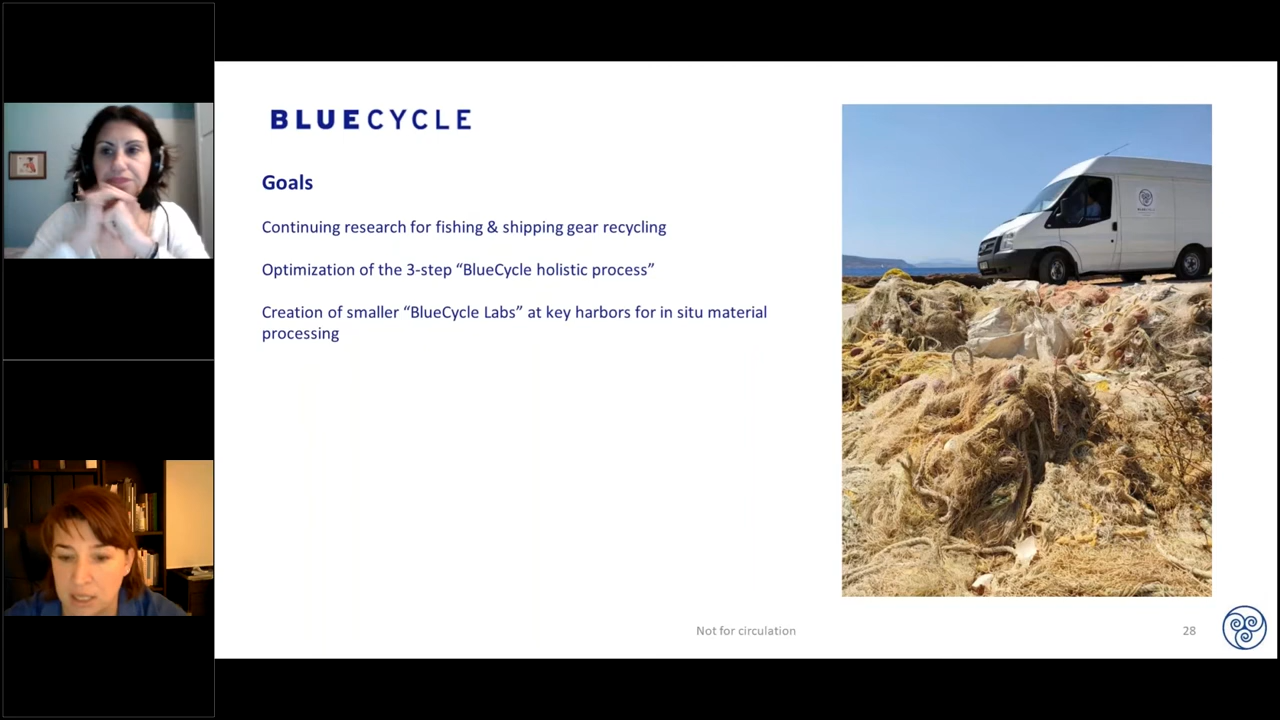 BLUECYCLE
Goals
Continuing research for fishing & shipping gear recycling
Optimization of the 3-step “BlueCycle holistic process”
Creation of smaller “BlueCycle Labs” at key harbors for in situ material
processing
Not for circulation
28